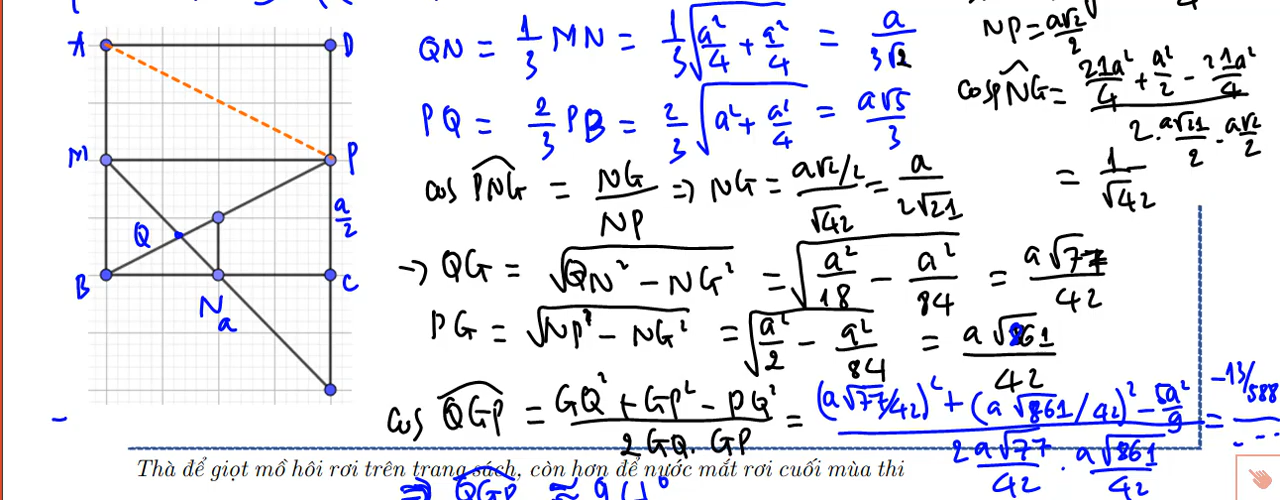 A
D
M
P
a/2
Q
B
C
N
a
QN = 1/3 MN = 1/3 √(a²/4 + a²/4) = a/(3√2)
PQ = 2/3 PB = 2/3 √(a² + a²/4) = a√5/3
cos PNG = NG/NP ⇒ NG = (a√2/2)/√42 = a/(2√21)
→ QG = √(QN² - NG²) = √(a²/18 - a²/84) = a√77/42
PG = √(NP² - NG²) = √(a²/2 - a²/84) = a√861/42
cos QGP = (GQ² + GP² - PQ²)/(2GQ.GP) = ((a√77/42)² + (a√861/42)² - 5a²/9)/(2 a√77/42 . a√861/42) = (-13/588)/...
NP = a√2/2
cos PNG = (21a²/4 + a²/2 - 21a²/4)/(2. a√21/2 . a√2/2)
= 1/√42
Thà để giọt mồ hôi rơi trên trang sách, còn hơn để nước mắt rơi cuối mùa thi